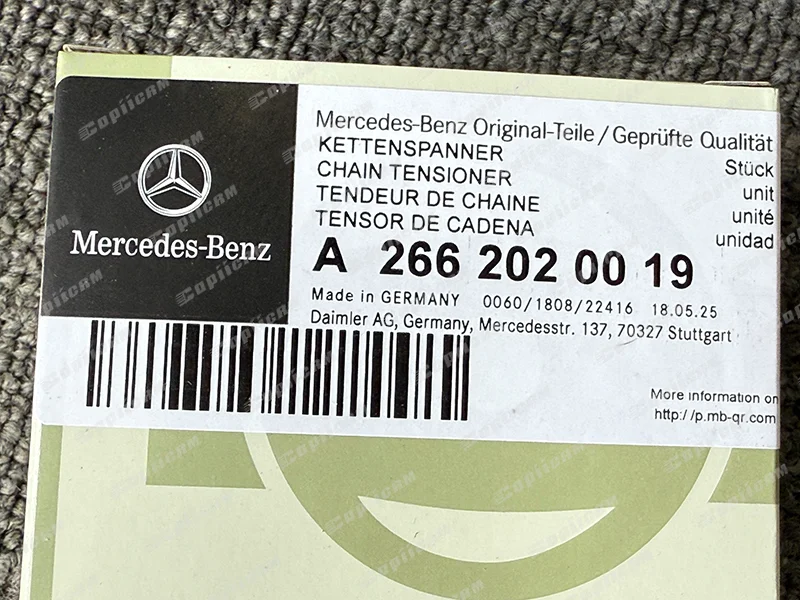 Mercedes-Benz
Mercedes-Benz Original-Teile / Geprüfte Qualität
KETTENSPANNER Stück
CHAIN TENSIONER unit
TENDEUR DE CHAINE unité
TENSOR DE CADENA unidad
A 266 202 00 19
Made in GERMANY 0060/1808/22416 18.05.25
Daimler AG, Germany, Mercedesstr. 137, 70327 Stuttgart
More information on
http://p.mb-qr.com
Copiicam